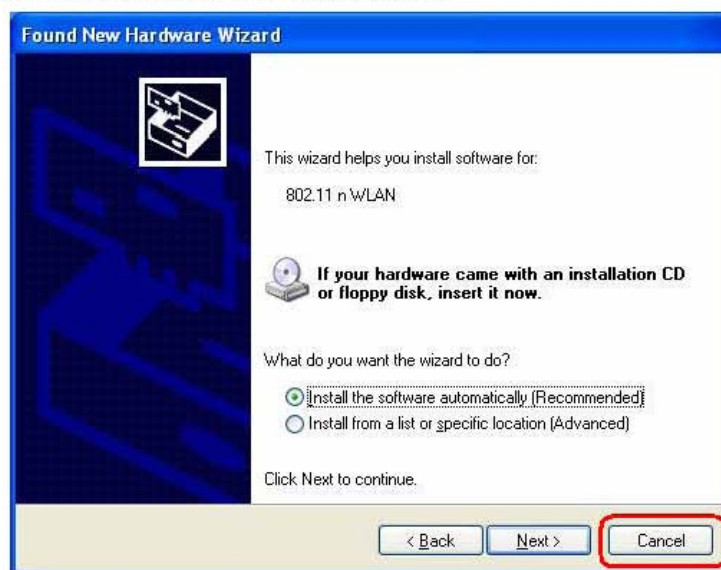 Found New Hardware Wizard
This wizard helps you install software for:
802.11 n WLAN
If your hardware came with an installation CD
or floppy disk, insert it now.
What do you want the wizard to do?
Install the software automatically (Recommended)
Install from a list or specific location (Advanced)
Click Next to continue.
< Back
Next >
Cancel